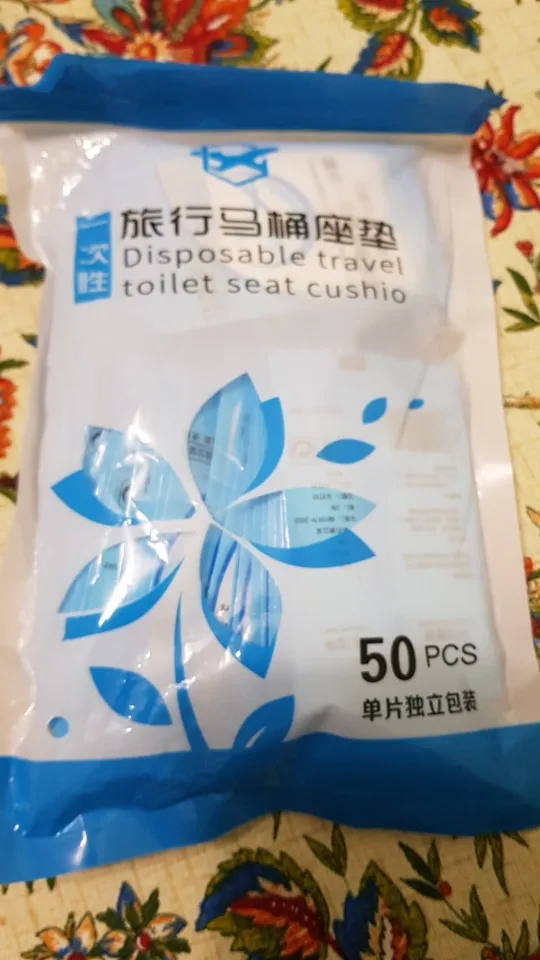 一次性
旅行马桶座垫
Disposable travel
toilet seat cushio
50 PCS
单片独立包装